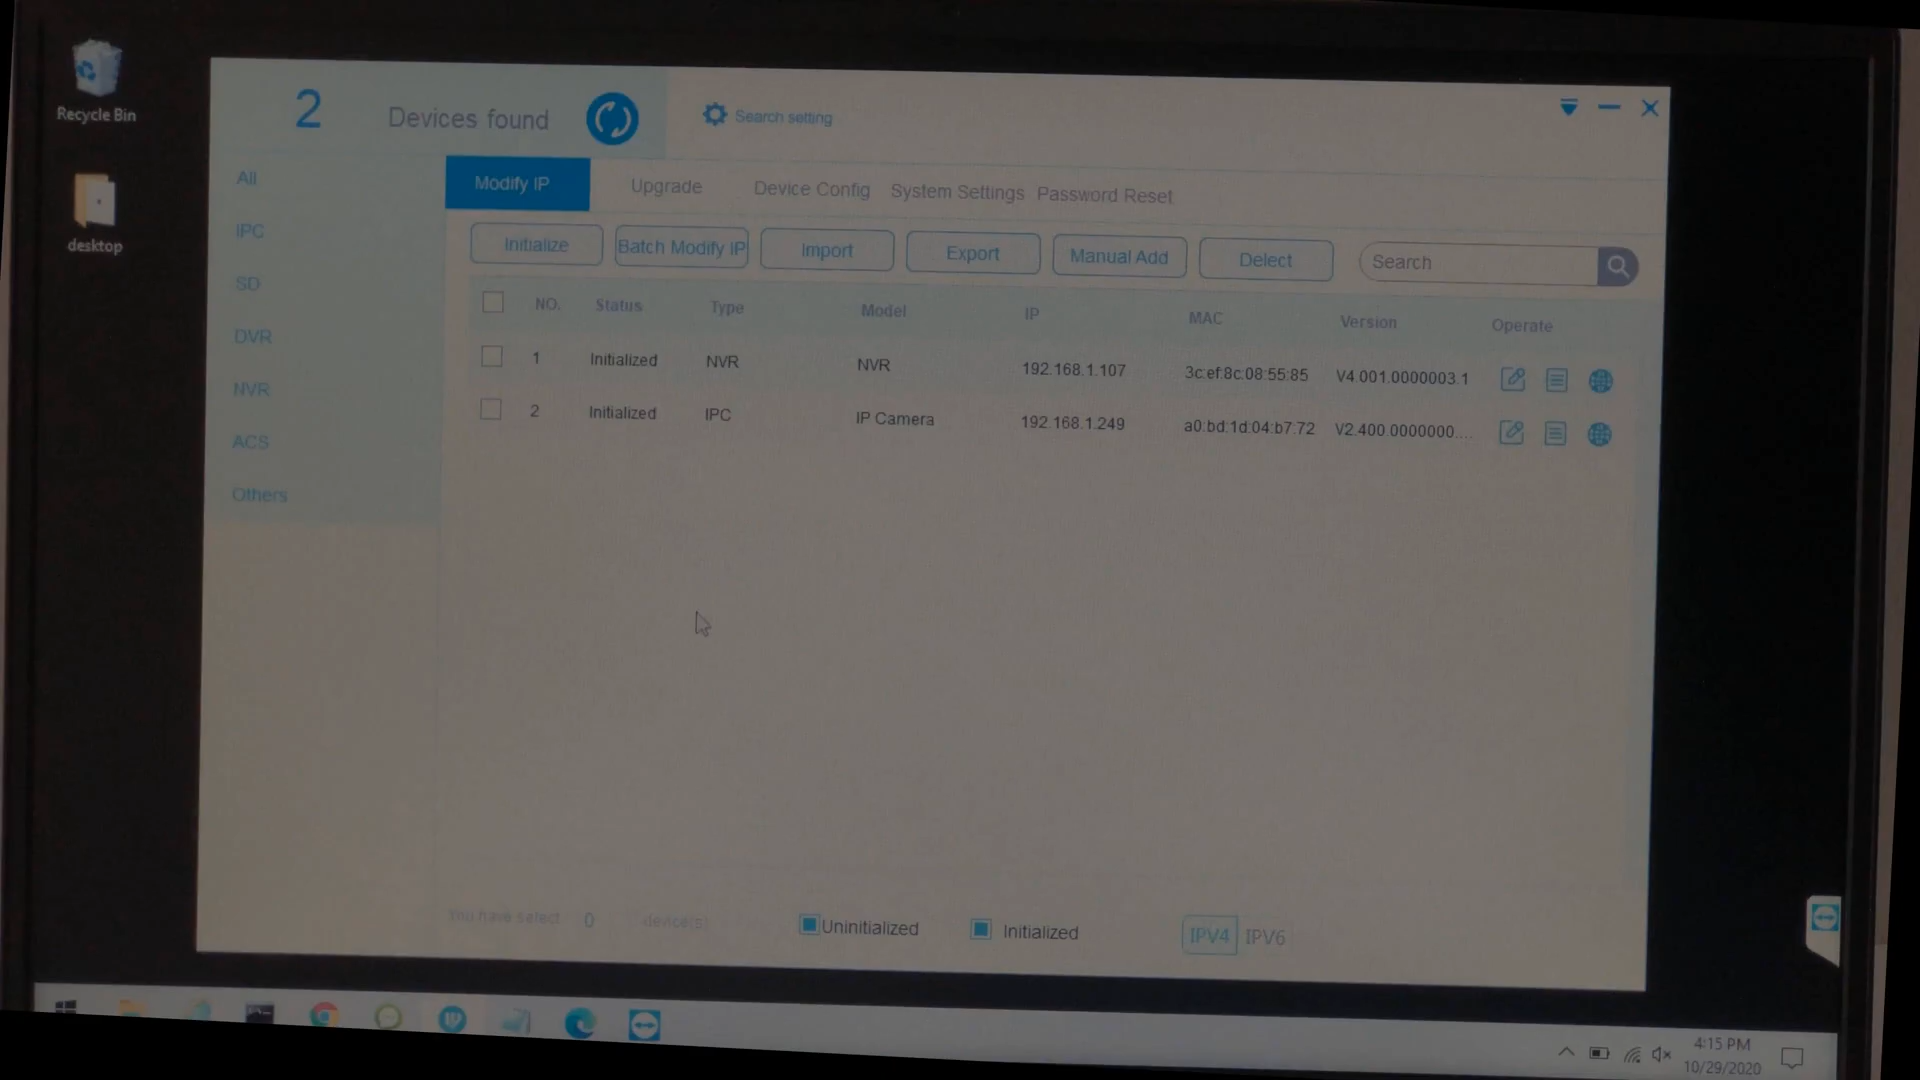 Recycle Bin
desktop
2 Devices found
Search setting
All
IPC
SD
DVR
NVR
ACS
Others
Modify IP Upgrade Device Config System Settings Password Reset
Initialize Batch Modify IP Import Export Manual Add Delect Search
NO. Status Type Model IP MAC Version Operate
1 Initialized NVR NVR 192.168.1.107 3c:ef:8c:08:55:85 V4.001.0000003.1
2 Initialized IPC IP Camera 192.168.1.249 a0:bd:1d:04:b7:72 V2.400.0000000....
You have select 0 device(s)
Uninitialized Initialized IPV4 IPV6
4:15 PM
10/29/2020